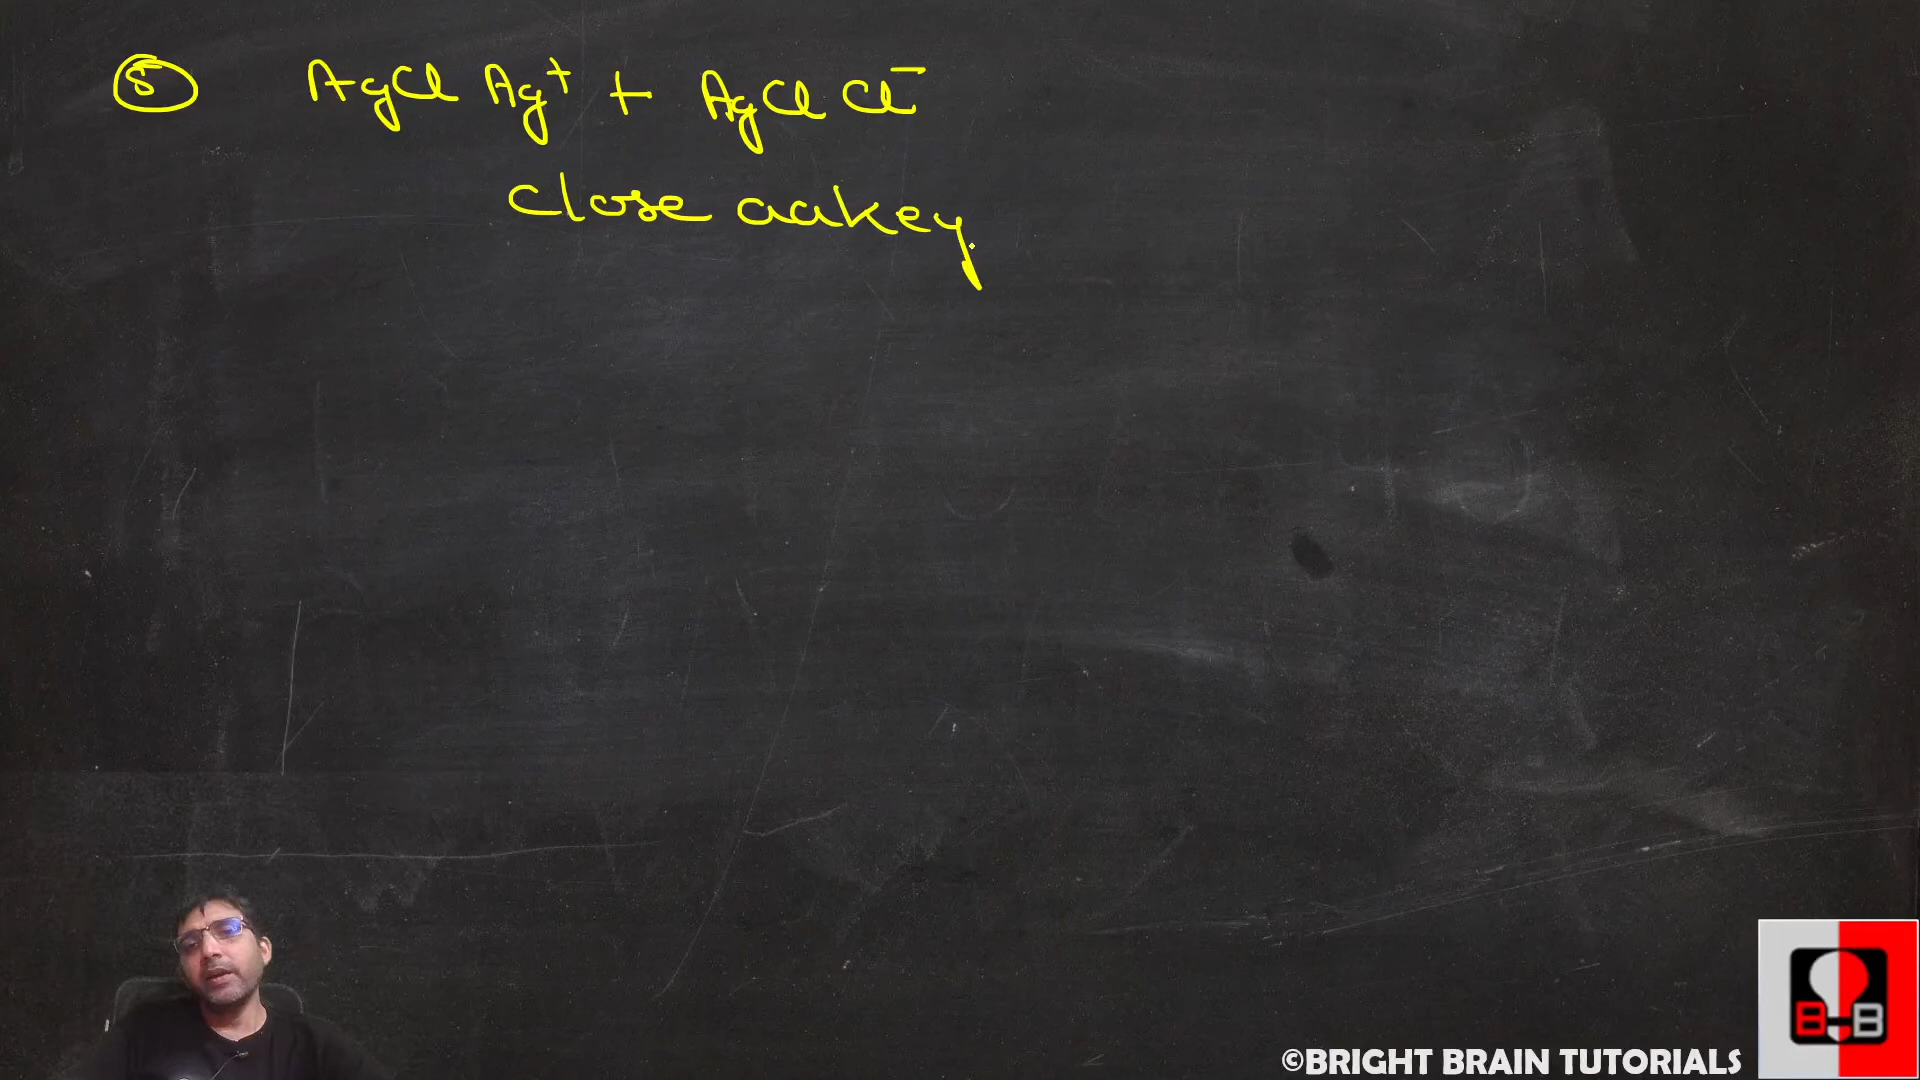 5 AgCl Ag⁺ + AgCl Cl⁻
close aakey
B B
©BRIGHT BRAIN TUTORIALS